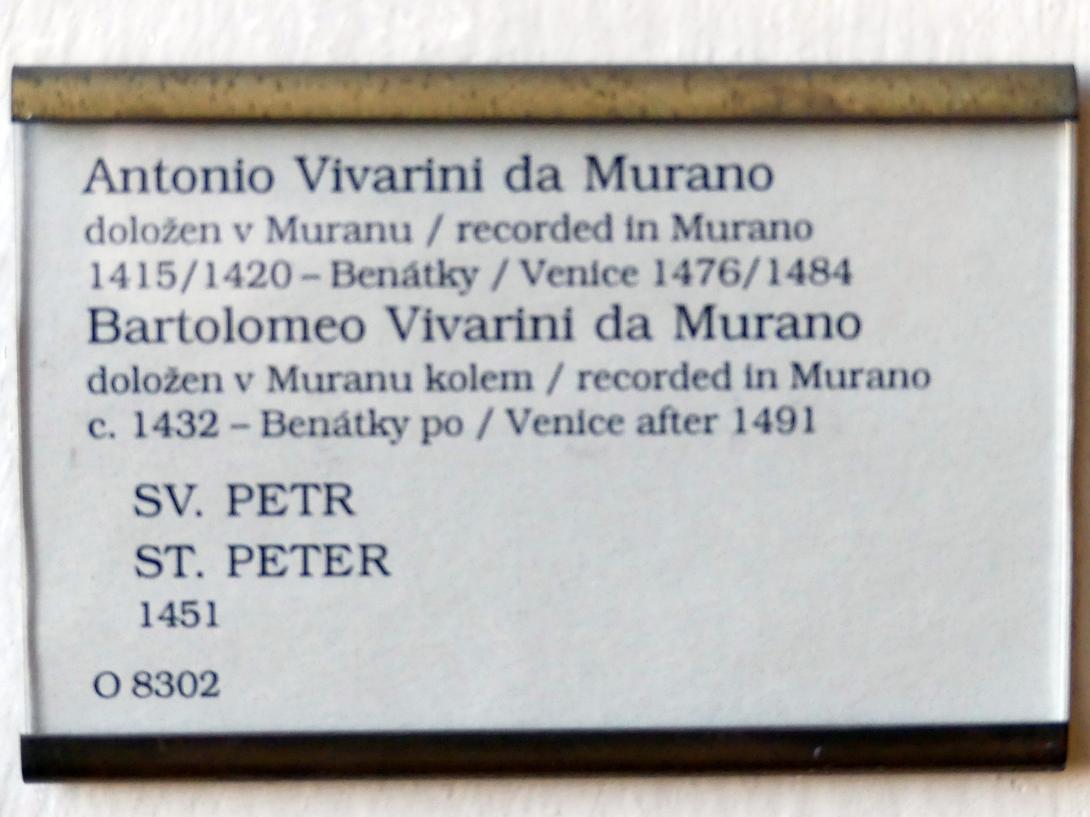 Antonio Vivarini da Murano
doložen v Muranu / recorded in Murano
1415/1420 – Benátky / Venice 1476/1484
Bartolomeo Vivarini da Murano
doložen v Muranu kolem / recorded in Murano
c. 1432 – Benátky po / Venice after 1491
SV. PETR
ST. PETER
1451
O 8302